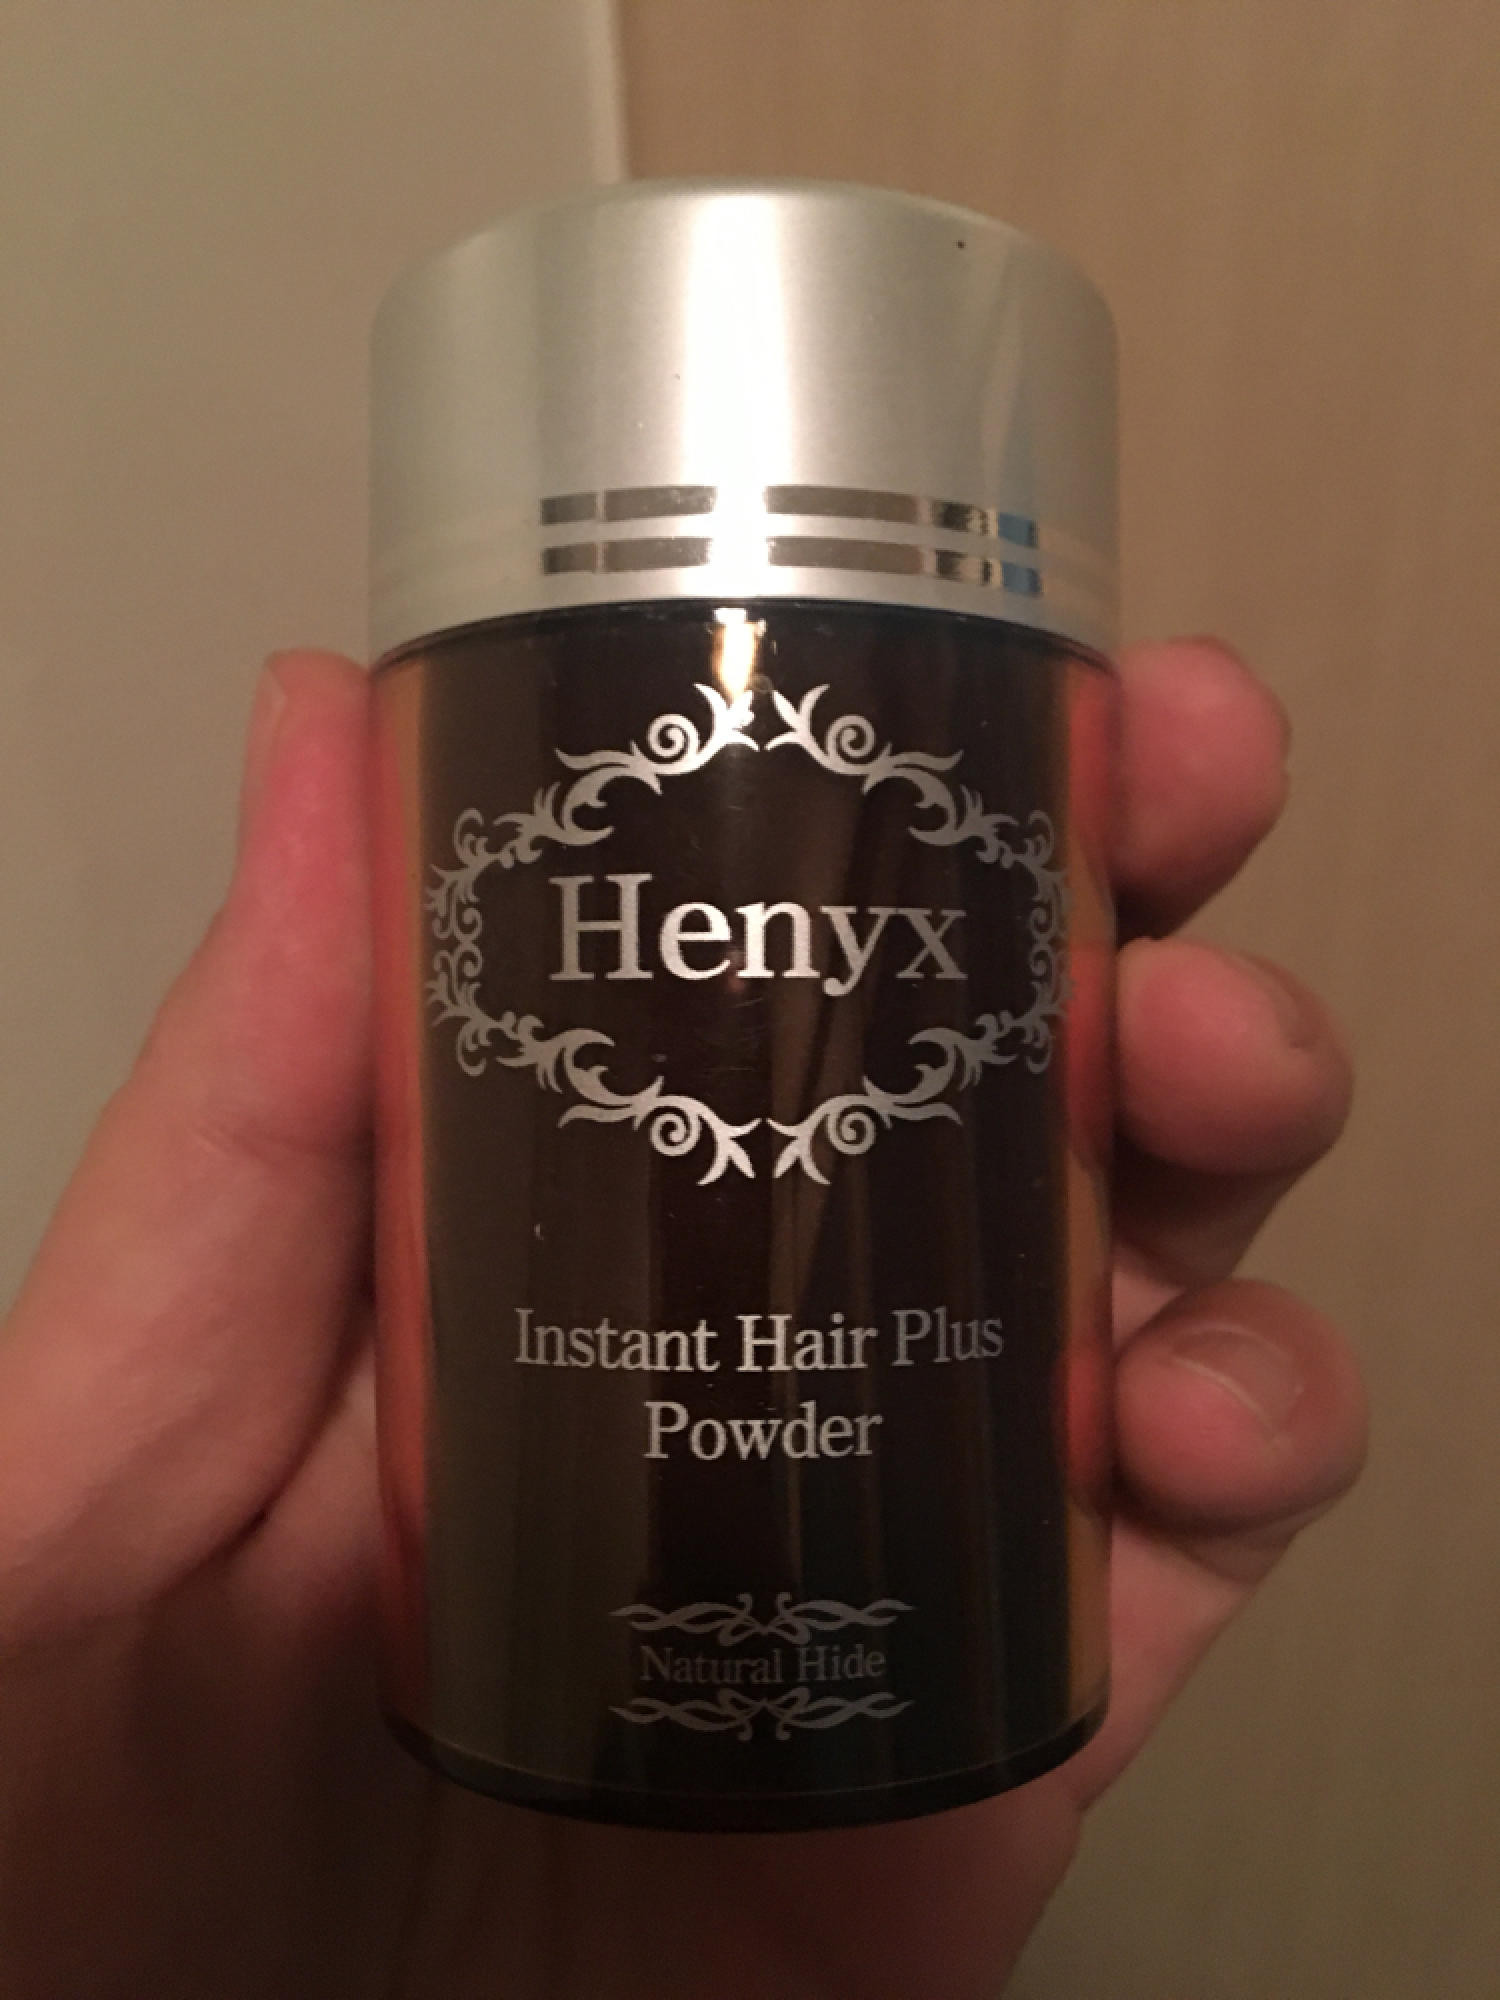 Henyx
Instant Hair Plus
Powder
Natural Hide